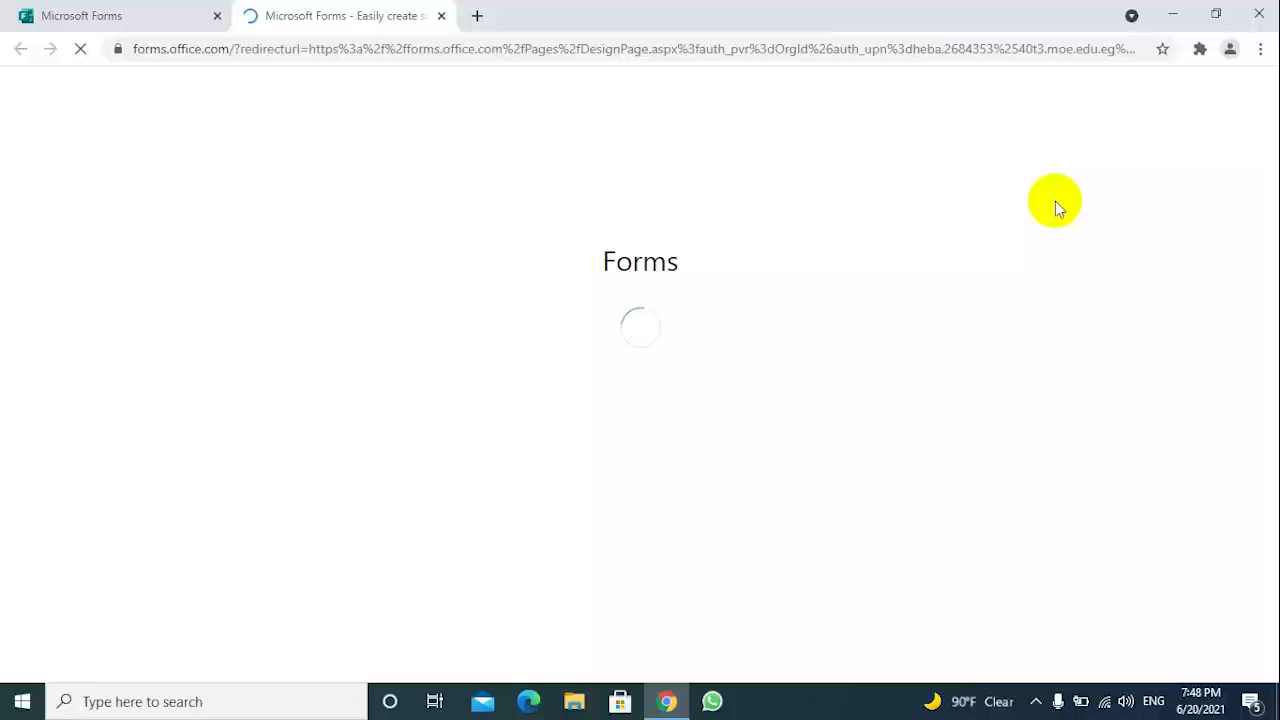 Microsoft Forms
Microsoft Forms - Easily create s
forms.office.com/?redirecturl=https%3a%2f%2fforms.office.com%2fPages%2fDesignPage.aspx%3fauth_pvr%3dOrgId%26auth_upn%3dheba.2684353%2540t3.moe.edu.eg%...
Forms
Type here to search
90°F Clear
ENG
7:48 PM
6/20/2021
5